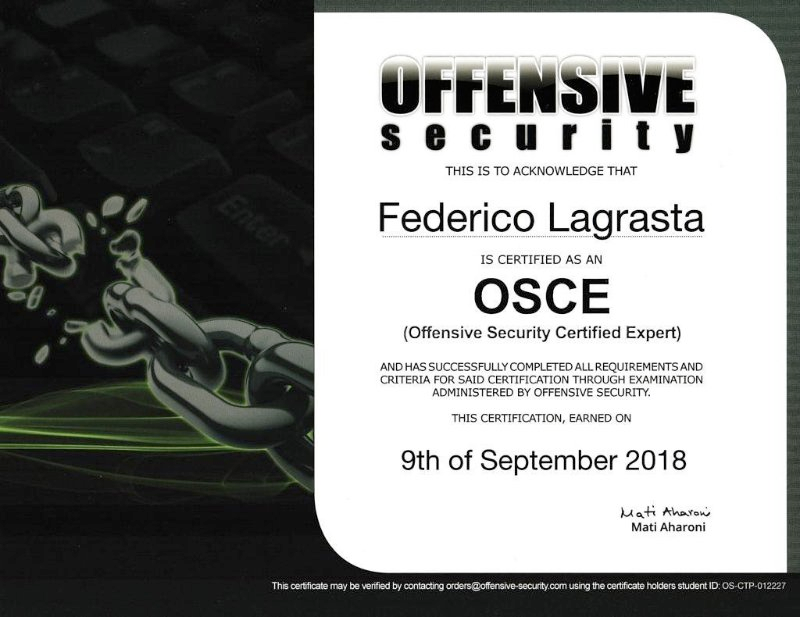 OFFENSIVE
security
THIS IS TO ACKNOWLEDGE THAT
Federico Lagrasta
IS CERTIFIED AS AN
OSCE
(Offensive Security Certified Expert)
AND HAS SUCCESSFULLY COMPLETED ALL REQUIREMENTS AND
CRITERIA FOR SAID CERTIFICATION THROUGH EXAMINATION
ADMINISTERED BY OFFENSIVE SECURITY.
THIS CERTIFICATION, EARNED ON
9th of September 2018
Mati Aharoni
Mati Aharoni
This certificate may be verified by contacting orders@offensive-security.com using the certificate holders student ID: OS-CTP-012227
Enter